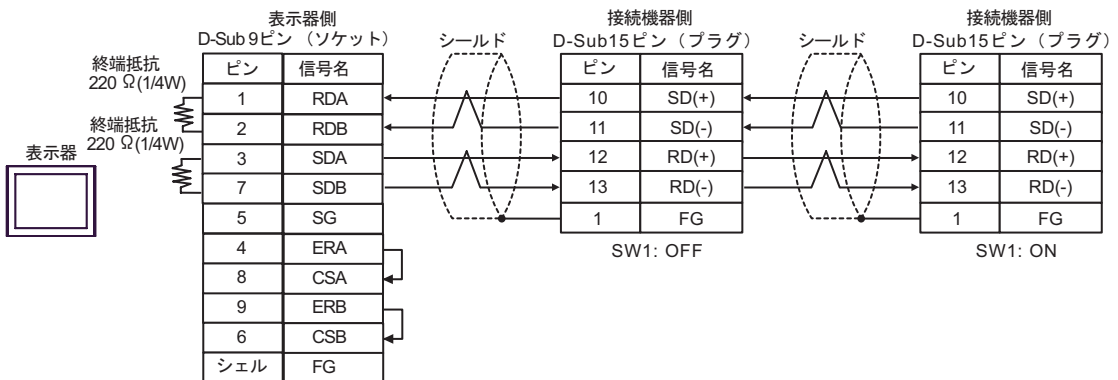 表示器
終端抵抗
220 Ω(1/4W)
終端抵抗
220 Ω(1/4W)
表示器側
D-Sub 9ピン （ソケット）
ピン 信号名
1 RDA
2 RDB
3 SDA
7 SDB
5 SG
4 ERA
8 CSA
9 ERB
6 CSB
シェル FG
シールド
接続機器側
D-Sub15ピン （プラグ）
ピン 信号名
10 SD(+)
11 SD(-)
12 RD(+)
13 RD(-)
1 FG
SW1: OFF
シールド
接続機器側
D-Sub15ピン （プラグ）
ピン 信号名
10 SD(+)
11 SD(-)
12 RD(+)
13 RD(-)
1 FG
SW1: ON